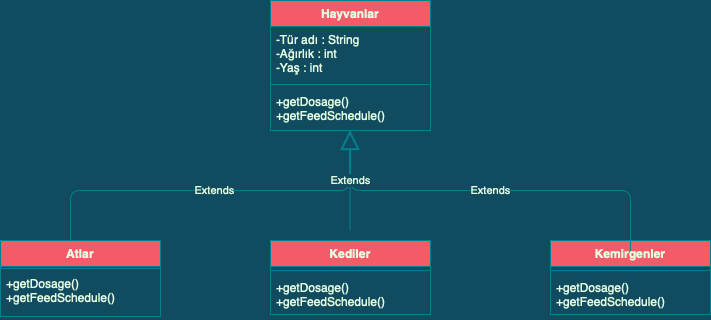 Hayvanlar
-Tür adı : String
-Ağırlık : int
-Yaş : int
+getDosage()
+getFeedSchedule()
Extends
Extends
Extends
Atlar
+getDosage()
+getFeedSchedule()
Kediler
+getDosage()
+getFeedSchedule()
Kemirgenler
+getDosage()
+getFeedSchedule()